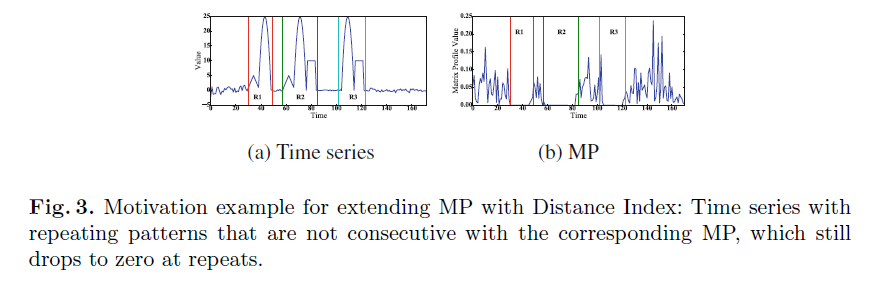 25
20
15
10
5
0
−5
Value
R1 R2 R3
0 20 40 60 80 100 120 140 160
Time
(a) Time series
0.25
0.20
0.15
0.10
0.05
0.00
Matrix Profile Value
R1 R2 R3
0 20 40 60 80 100 120 140 160
Time
(b) MP
Fig. 3. Motivation example for extending MP with Distance Index: Time series with
repeating patterns that are not consecutive with the corresponding MP, which still
drops to zero at repeats.